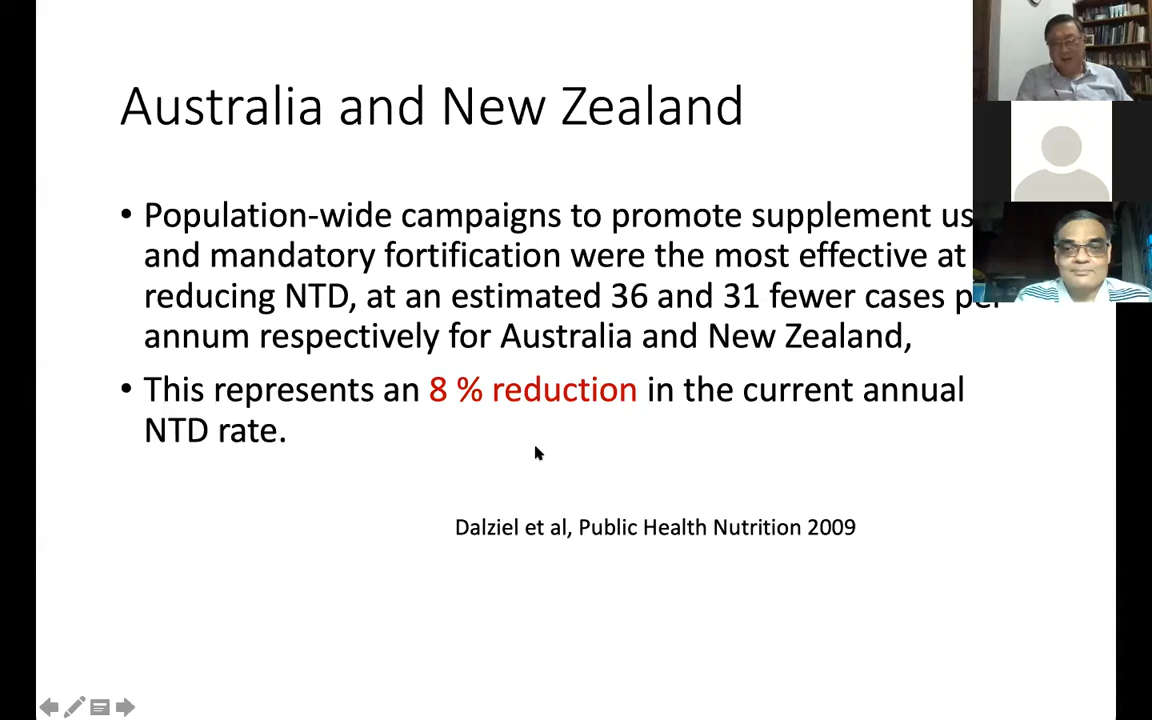 Australia and New Zealand
• Population-wide campaigns to promote supplement us
and mandatory fortification were the most effective at
reducing NTD, at an estimated 36 and 31 fewer cases per
annum respectively for Australia and New Zealand,
• This represents an 8 % reduction in the current annual
NTD rate.
Dalziel et al, Public Health Nutrition 2009